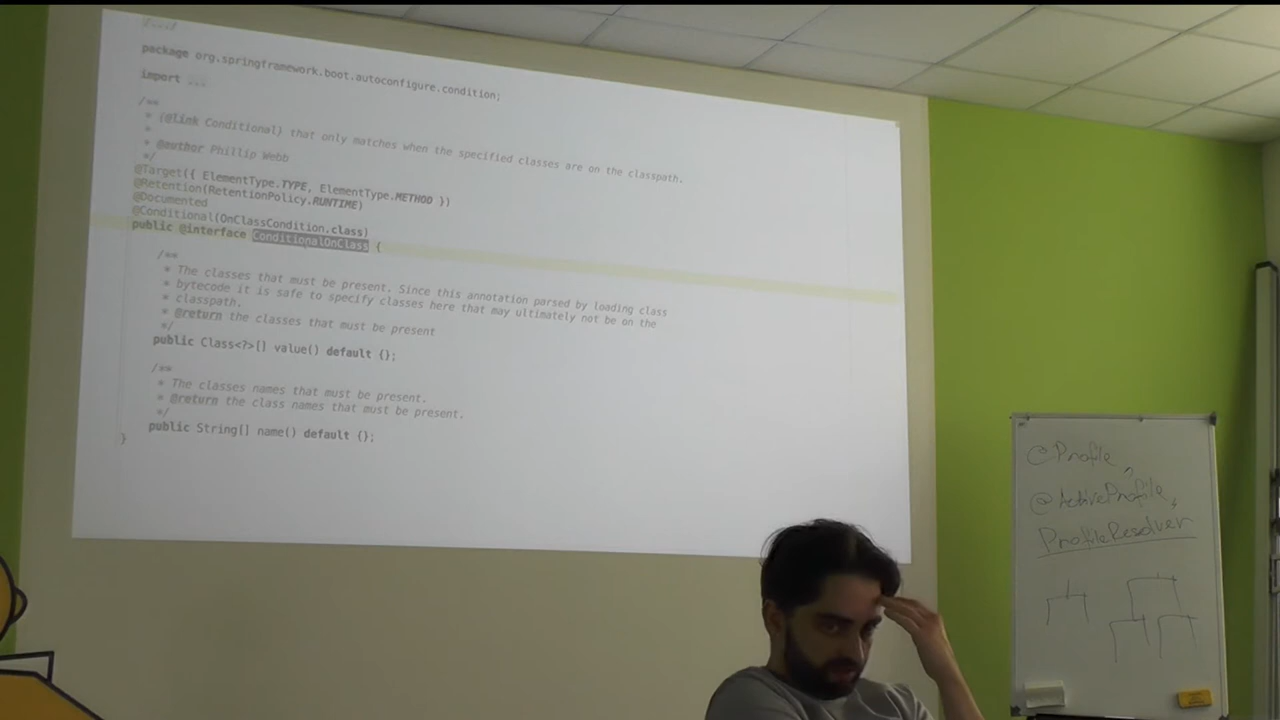 package org.springframework.boot.autoconfigure.condition;
import ...
/**
* {@link Conditional} that only matches when the specified classes are on the classpath.
*
* @author Phillip Webb
*/
@Target({ ElementType.TYPE, ElementType.METHOD })
@Retention(RetentionPolicy.RUNTIME)
@Documented
@Conditional(OnClassCondition.class)
public @interface ConditionalOnClass {
/**
* The classes that must be present. Since this annotation parsed by loading class
* bytecode it is safe to specify classes here that may ultimately not be on the
* classpath.
* @return the classes that must be present
*/
public Class<?>[] value() default {};
/**
* The classes names that must be present.
* @return the class names that must be present.
*/
public String[] name() default {};
}
@Profile
@ActiveProfile
ProfileResolver